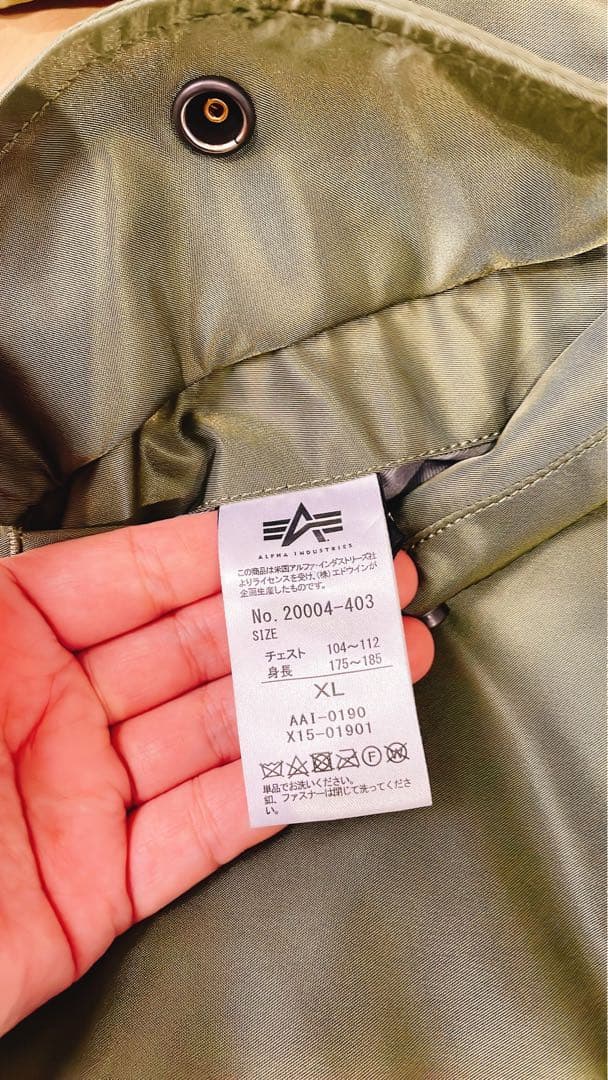 ALPHA INDUSTRIES
この商品は米国アルファ・インダストリーズ社
よりライセンスを受け、(株)エドウインが
企画生産したものです。
No. 20004-403
SIZE
チェスト 104～112
身長 175～185
XL
AAI-0190
X15-01901
F W
単品でお洗いください。
釦、ファスナーは閉じて洗ってくださ
い。